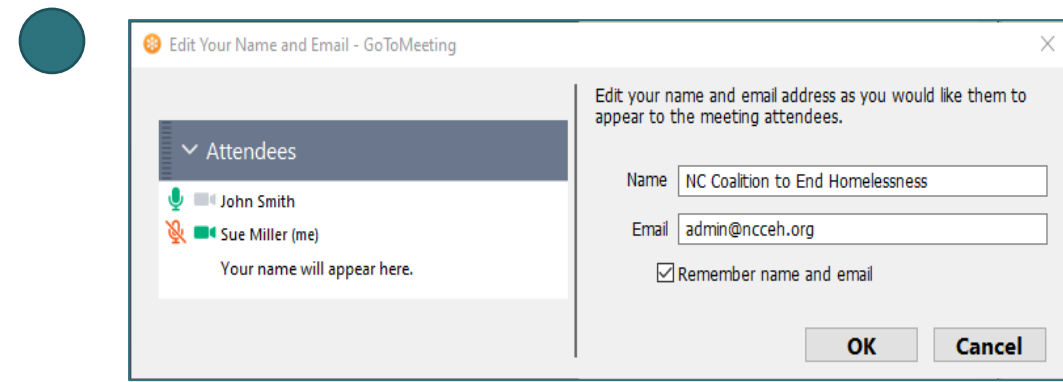 Edit Your Name and Email - GoToMeeting
Attendees
John Smith
Sue Miller (me)
Your name will appear here.
Edit your name and email address as you would like them to
appear to the meeting attendees.
Name NC Coalition to End Homelessness
Email admin@ncceh.org
Remember name and email
OK Cancel